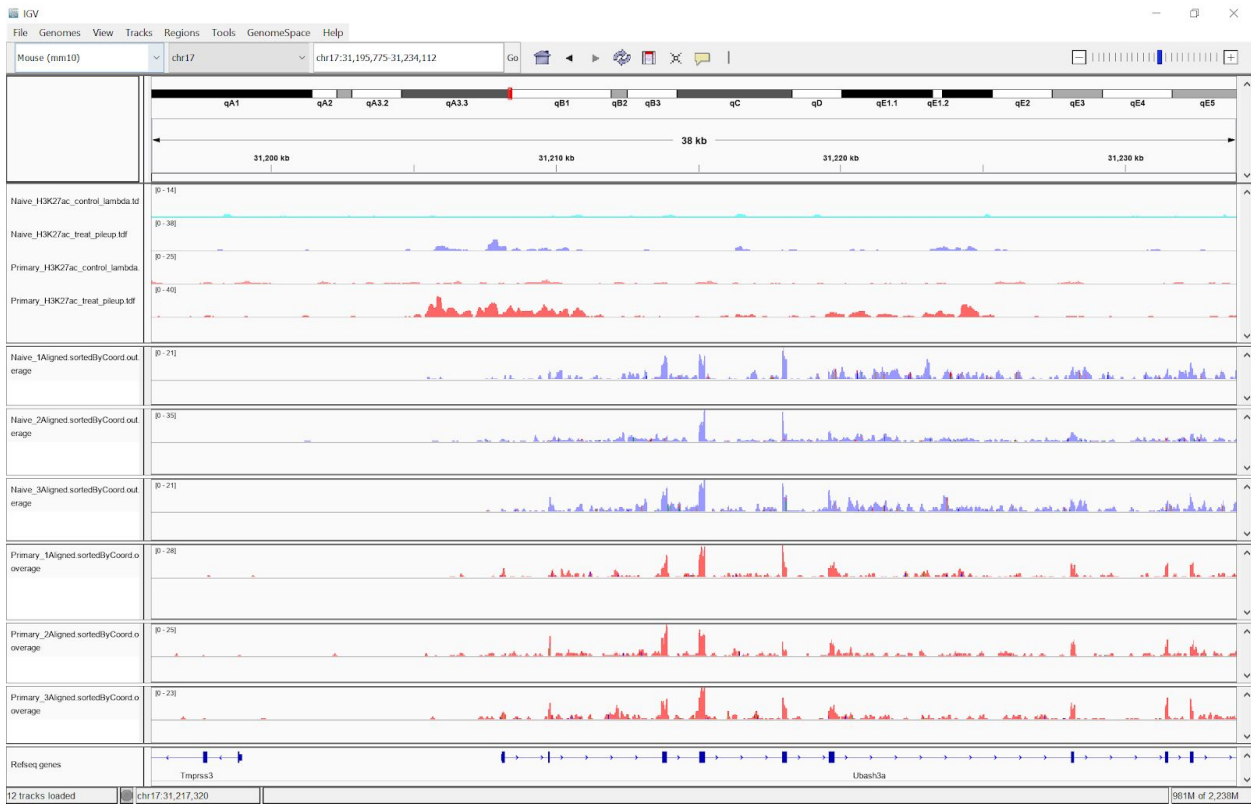 IGV
File Genomes View Tracks Regions Tools GenomeSpace Help
Mouse (mm10) chr17 chr17:31,195,775-31,234,112 Go
qA1 qA2 qA3.2 qA3.3 qB1 qB2 qB3 qC qD qE1.1 qE1.2 qE2 qE3 qE4 qE5
38 kb
31,200 kb 31,210 kb 31,220 kb 31,230 kb
Naive_H3K27ac_control_lambda.td [0 - 14]
Naive_H3K27ac_treat_pileup.tdf [0 - 38]
Primary_H3K27ac_control_lambda. [0 - 25]
Primary_H3K27ac_treat_pileup.tdf [0 - 40]
Naive_1Aligned.sortedByCoord.out. [0 - 21]
erage
Naive_2Aligned.sortedByCoord.out. [0 - 35]
erage
Naive_3Aligned.sortedByCoord.out. [0 - 21]
erage
Primary_1Aligned.sortedByCoord.o [0 - 28]
overage
Primary_2Aligned.sortedByCoord.o [0 - 25]
overage
Primary_3Aligned.sortedByCoord.o [0 - 23]
overage
Refseq genes
Tmprss3 Ubash3a
12 tracks loaded chr17:31,217,320 961M of 2,238M